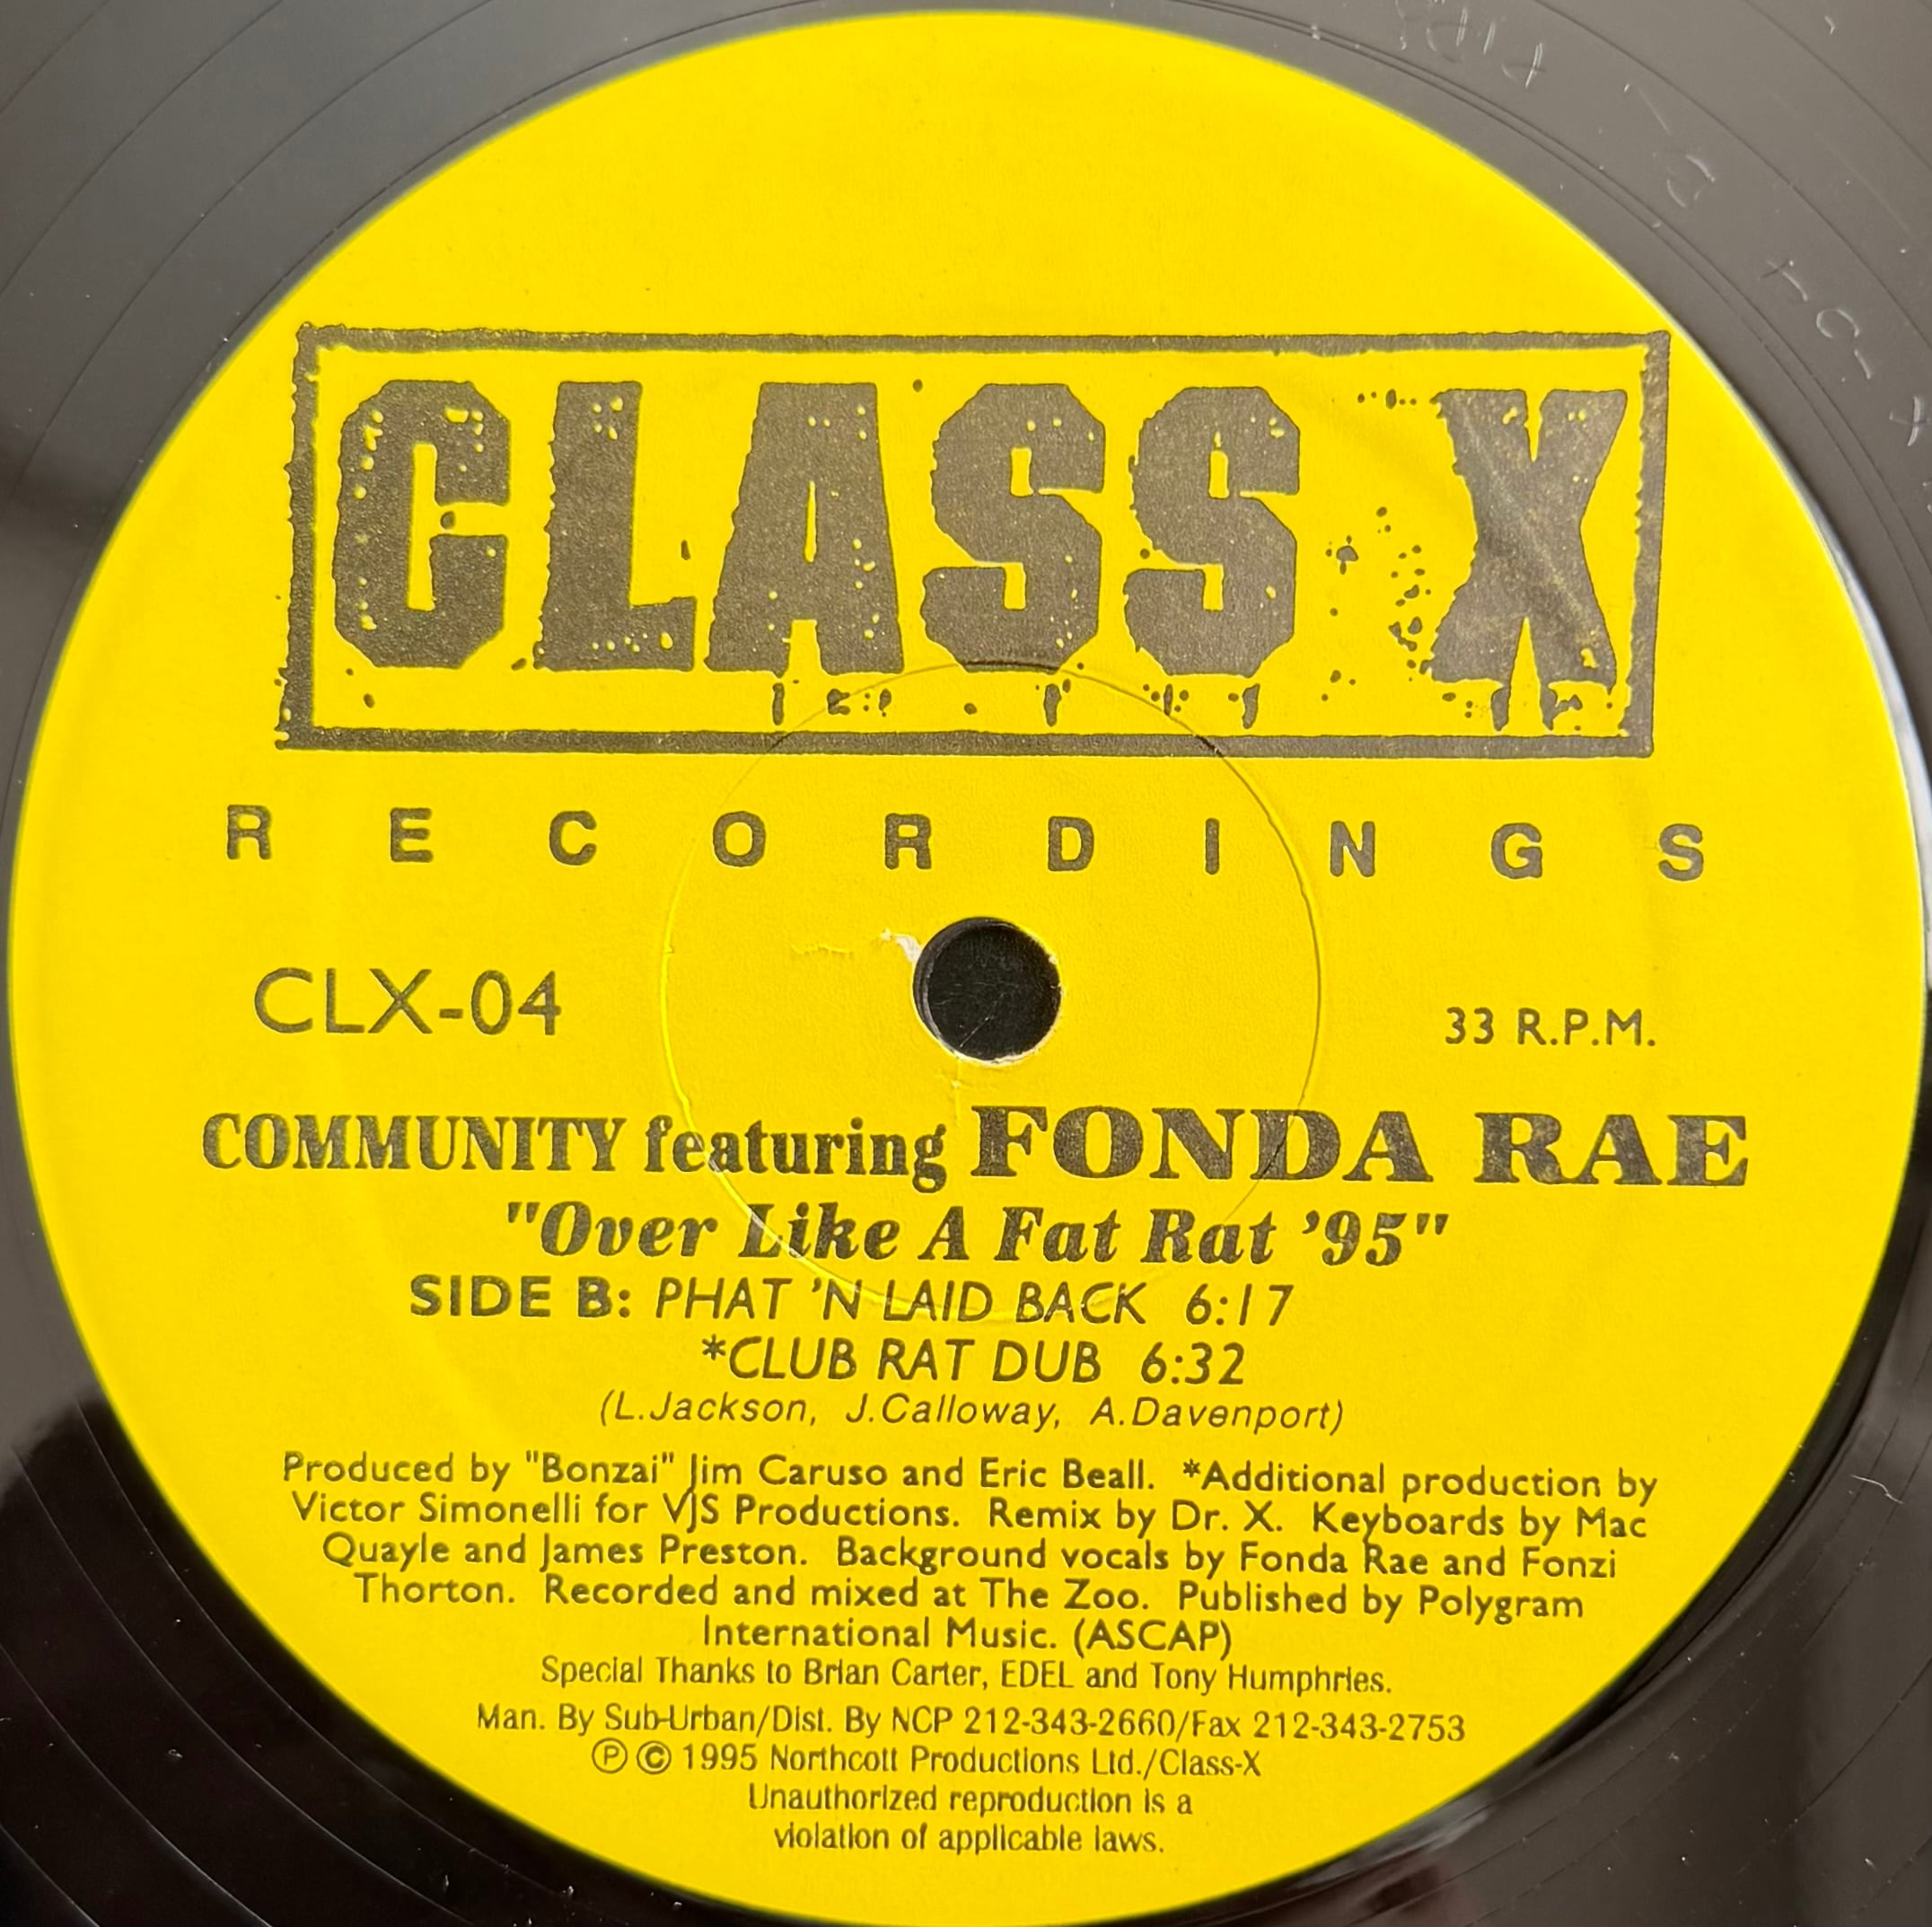 CLASS X
RECORDINGS
CLX-04
33 R.P.M.
COMMUNITY featuring FONDA RAE
"Over Like A Fat Rat '95"
SIDE B: PHAT 'N LAID BACK 6:17
*CLUB RAT DUB 6:32
(L.Jackson, J.Calloway, A.Davenport)
Produced by "Bonzai" Jim Caruso and Eric Beall. *Additional production by
Victor Simonelli for VJS Productions. Remix by Dr. X. Keyboards by Mac
Quayle and James Preston. Background vocals by Fonda Rae and Fonzi
Thorton. Recorded and mixed at The Zoo. Published by Polygram
International Music. (ASCAP)
Special Thanks to Brian Carter, EDEL and Tony Humphries.
Man. By Sub-Urban/Dist. By NCP 212-343-2660/Fax 212-343-2753
Ⓟ © 1995 Northcott Productions Ltd./Class-X
Unauthorized reproduction is a
violation of applicable laws.